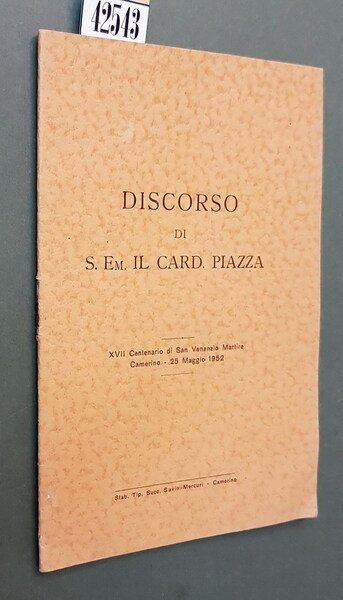 42543
DISCORSO
DI
S. EM. IL CARD. PIAZZA
XVII Centenario di San Venanzio Martire
Camerino - 25 Maggio 1952
Stab. Tip. Succ. Savini-Mercuri - Camerino